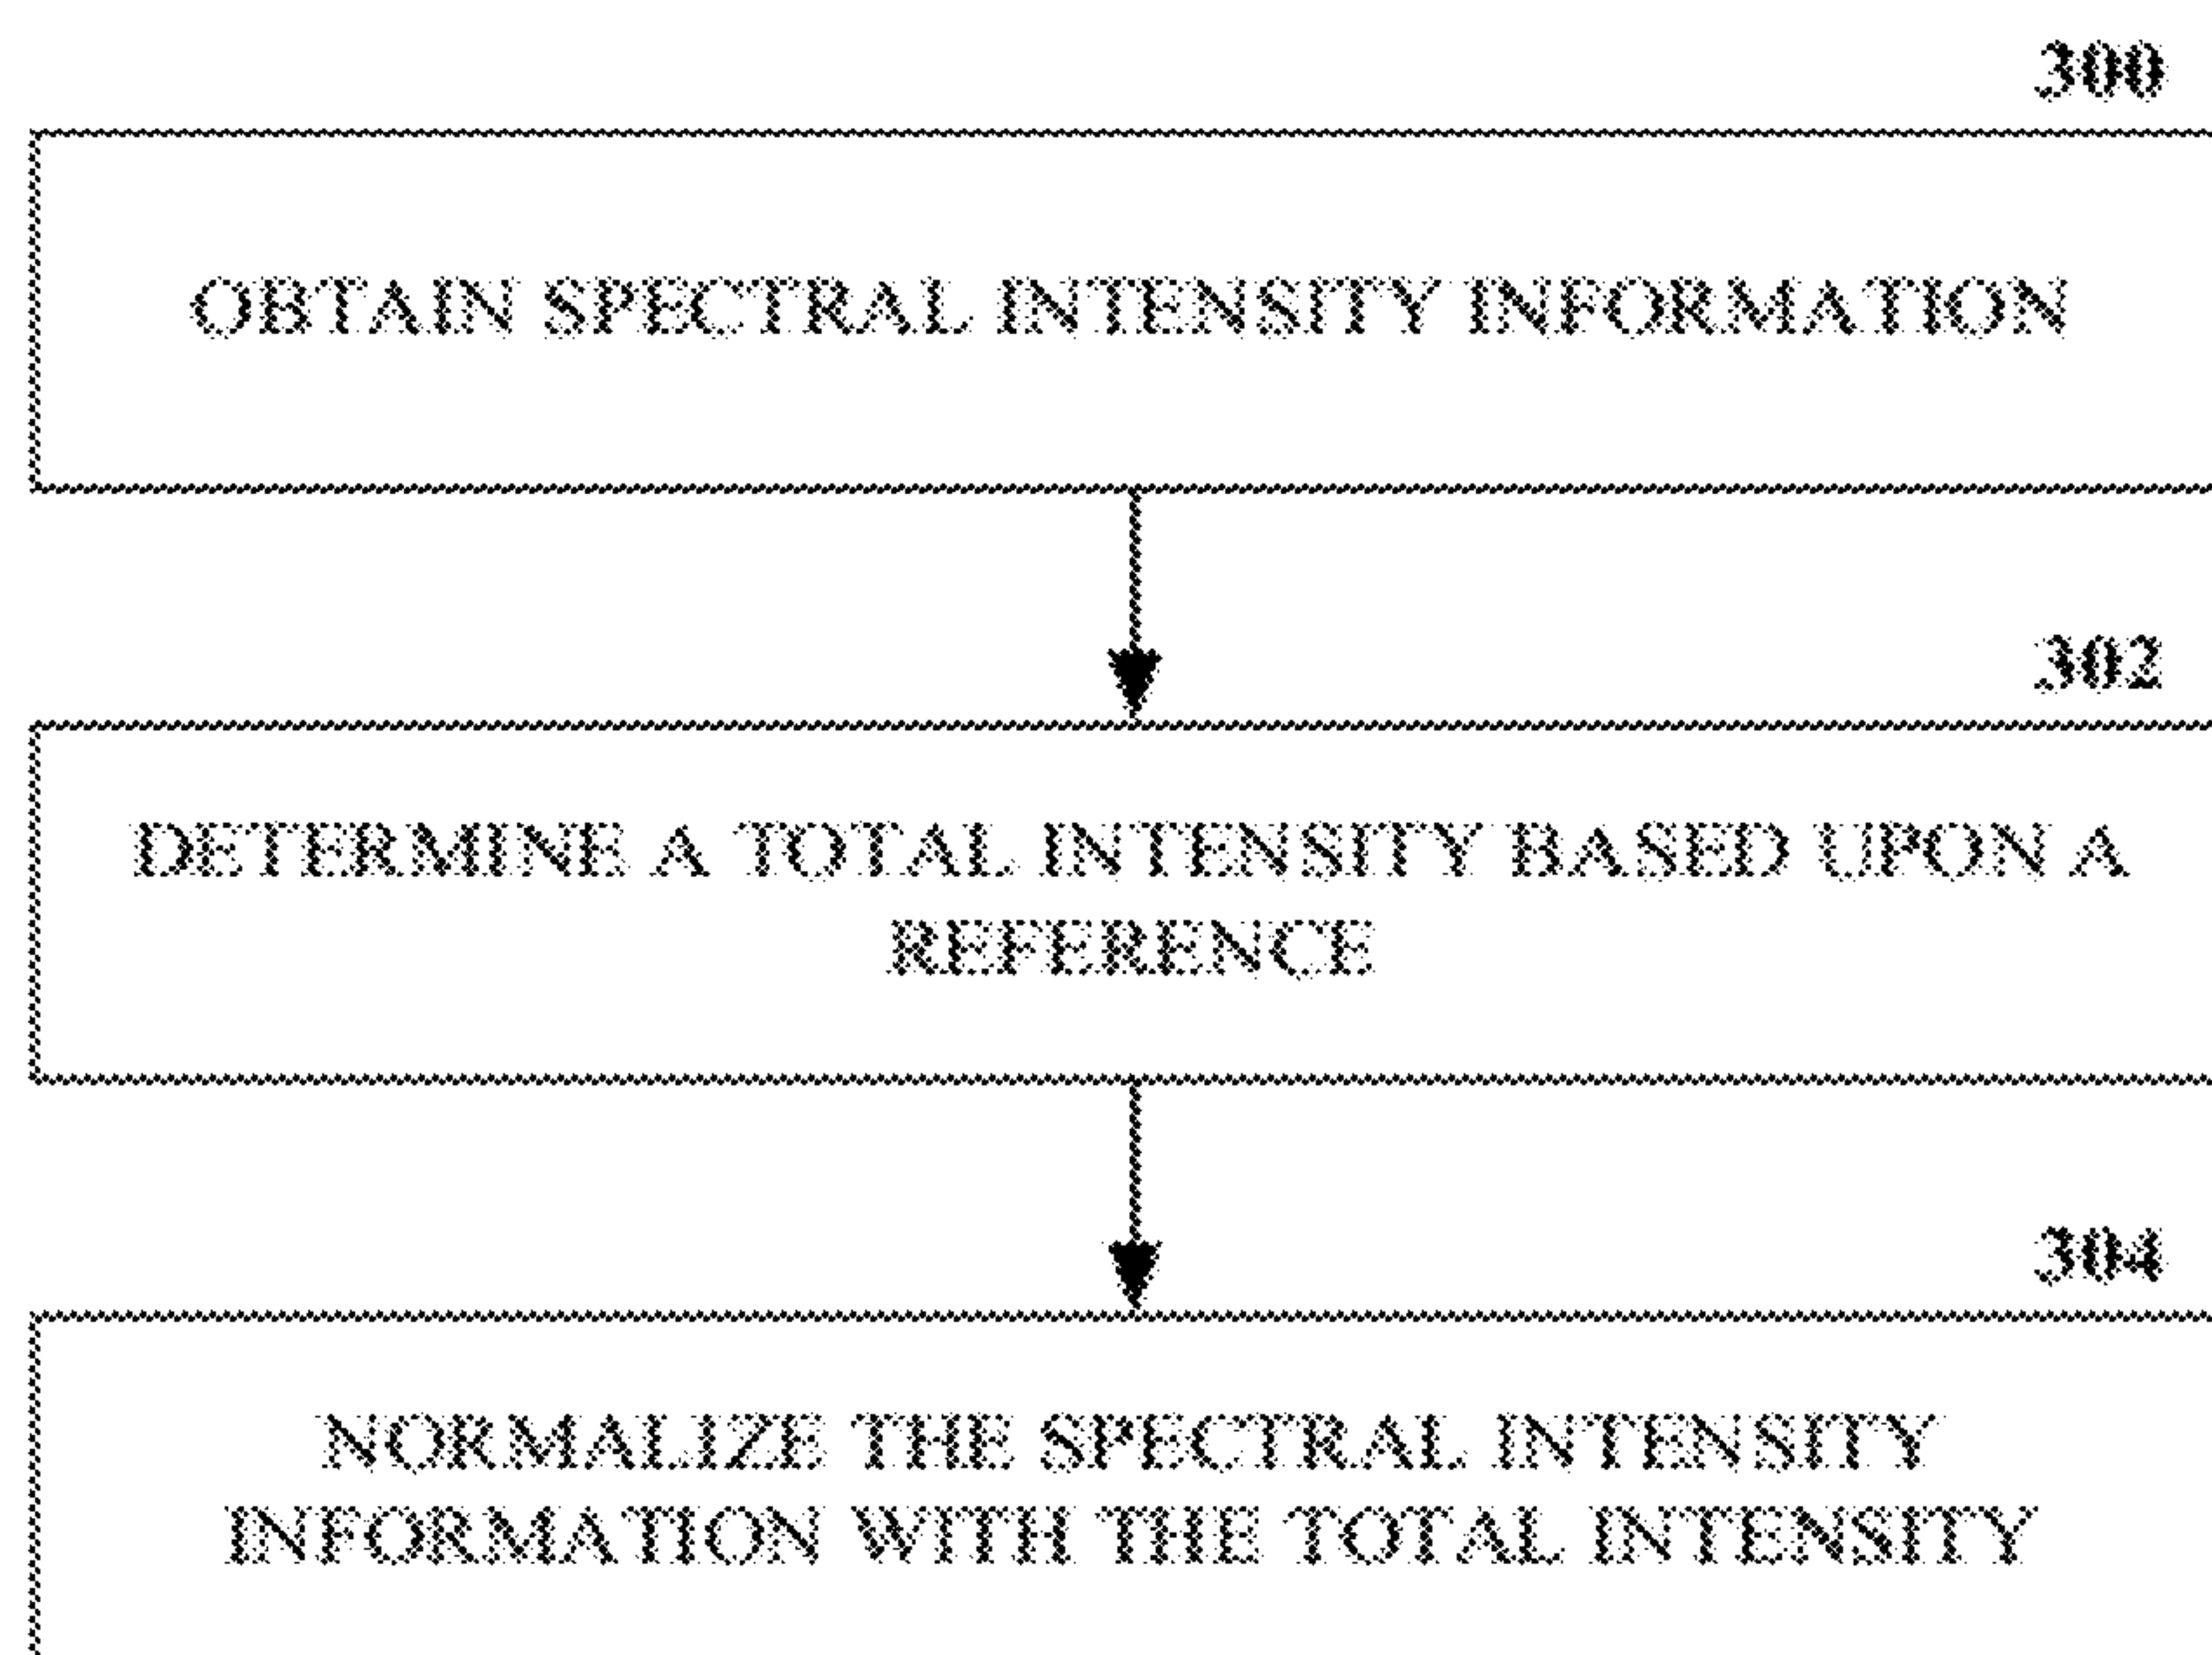 300
OBTAIN SPECTRAL INTENSITY INFORMATION
302
DETERMINE A TOTAL INTENSITY BASED UPON A
REFERENCE
304
NORMALIZE THE SPECTRAL INTENSITY
INFORMATION WITH THE TOTAL INTENSITY